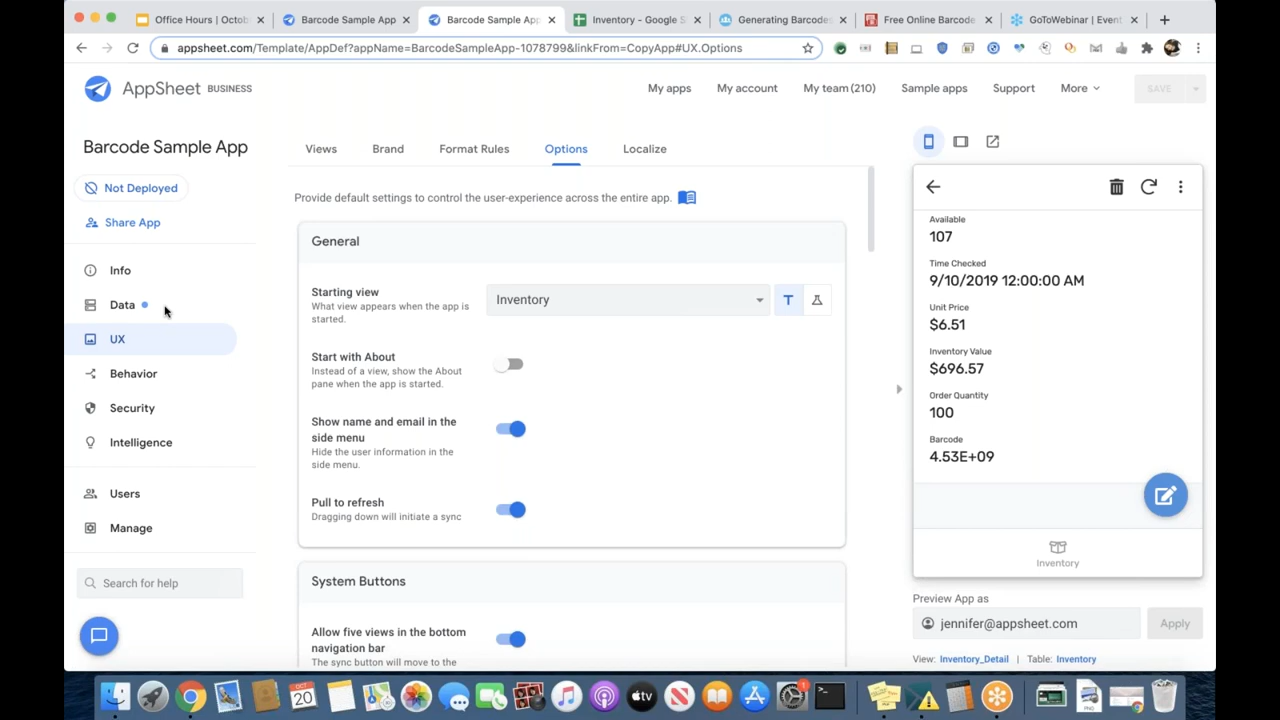 Office Hours | Octob
Barcode Sample App
Barcode Sample App
Inventory - Google S
Generating Barcodes
Free Online Barcode
GoToWebinar | Event
appsheet.com/Template/AppDef?appName=BarcodeSampleApp-1078799&linkFrom=CopyApp#UX.Options
AppSheet BUSINESS
My apps
My account
My team (210)
Sample apps
Support
More
SAVE
Barcode Sample App
Not Deployed
Share App
Info
Data
UX
Behavior
Security
Intelligence
Users
Manage
Search for help
Views
Brand
Format Rules
Options
Localize
Provide default settings to control the user-experience across the entire app.
General
Starting view
What view appears when the app is
started.
Inventory
T
Start with About
Instead of a view, show the About
pane when the app is started.
Show name and email in the
side menu
Hide the user information in the
side menu.
Pull to refresh
Dragging down will initiate a sync
System Buttons
Allow five views in the bottom
navigation bar
The sync button will move to the
Available
107
Time Checked
9/10/2019 12:00:00 AM
Unit Price
$6.51
Inventory Value
$696.57
Order Quantity
100
Barcode
4.53E+09
Inventory
Preview App as
jennifer@appsheet.com
Apply
View: Inventory_Detail | Table: Inventory
OCT
20
tv
1